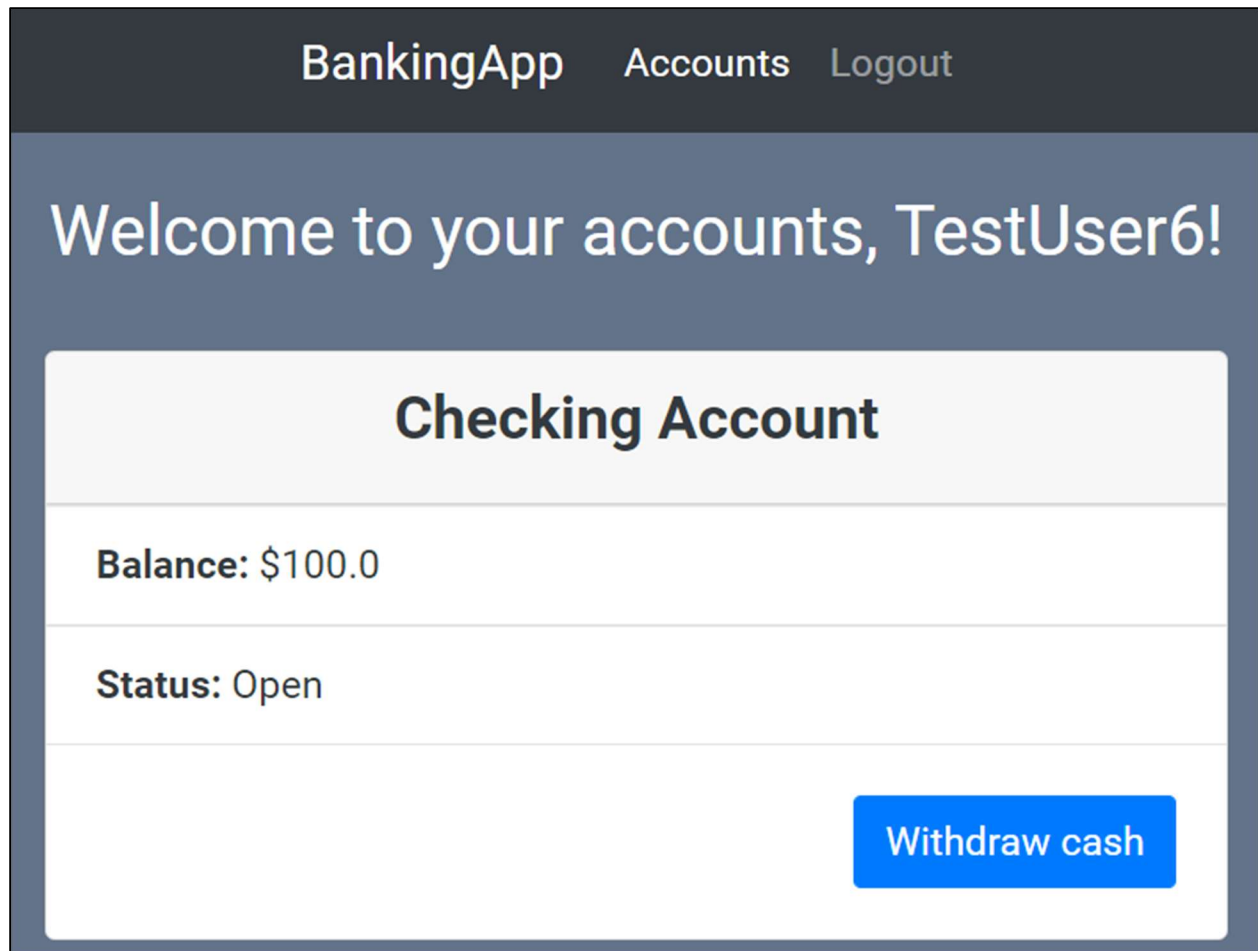 BankingApp Accounts Logout
Welcome to your accounts, TestUser6!
Checking Account
Balance: $100.0
Status: Open
Withdraw cash